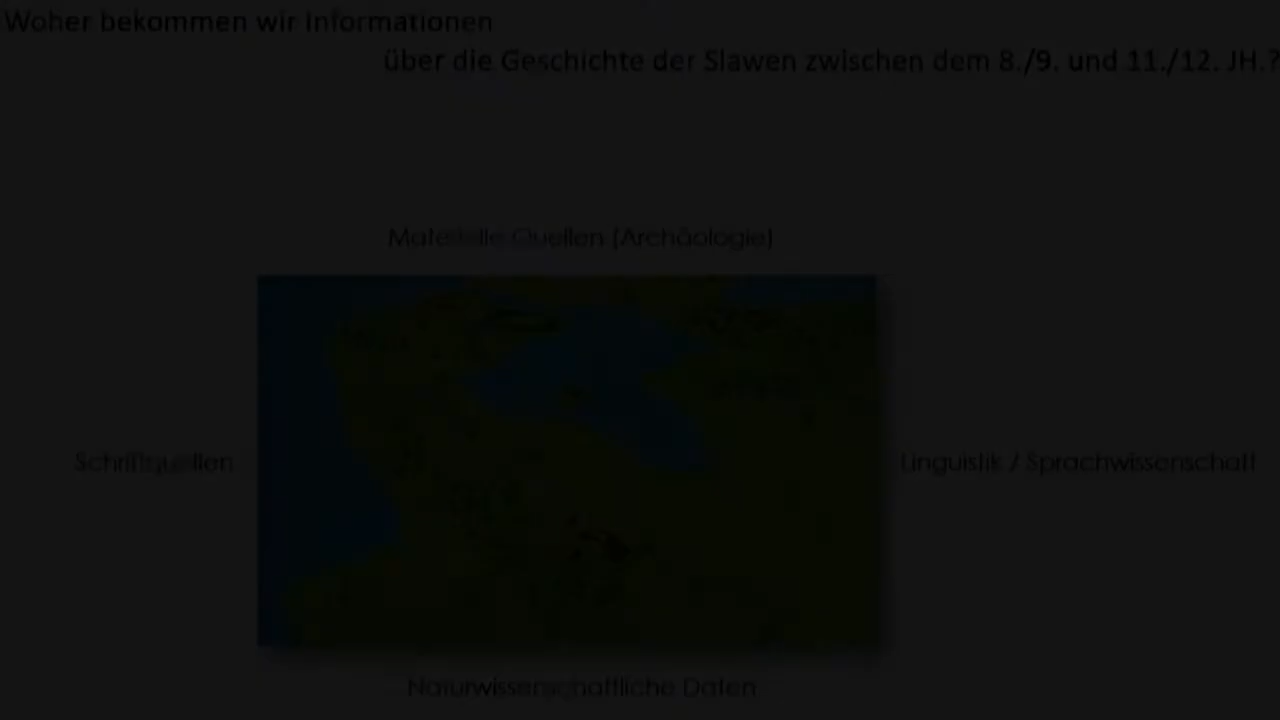 Woher bekommen wir Informationen
über die Geschichte der Slawen zwischen dem 8./9. und 11./12. JH.?
Materielle Quellen (Archäologie)
Schriftquellen
Linguistik / Sprachwissenschaft
Naturwissenschaftliche Daten